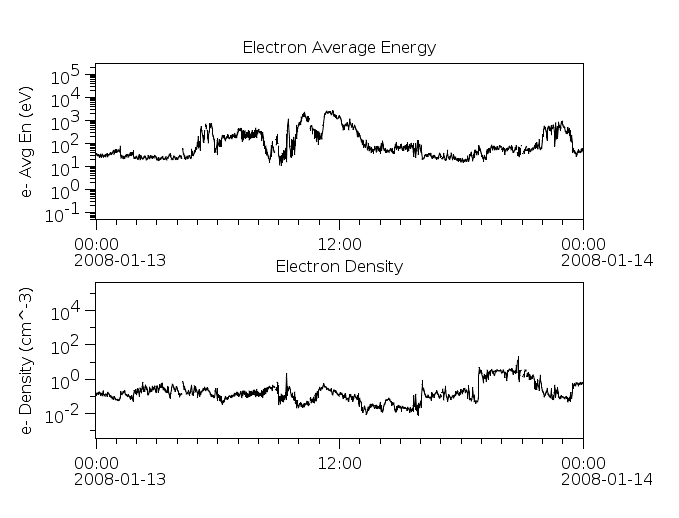 Electron Average Energy
e- Avg En (eV)
10^5
10^4
10^3
10^2
10^1
10^0
10^-1
00:00 12:00 00:00
2008-01-13 2008-01-14
Electron Density
e- Density (cm^-3)
10^4
10^2
10^0
10^-2
00:00 12:00 00:00
2008-01-13 2008-01-14